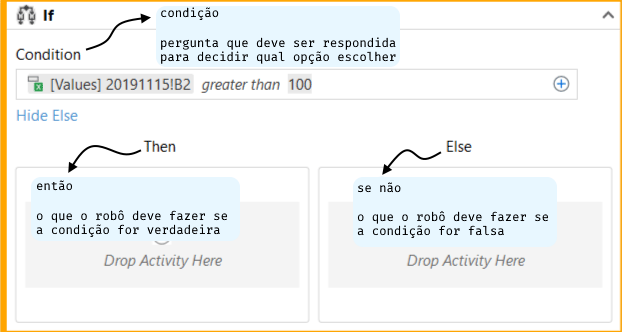 If
condição
pergunta que deve ser respondida
para decidir qual opção escolher
Condition
[Values] 20191115!B2 greater than 100
Hide Else
Then
Else
então
o que o robô deve fazer se
a condição for verdadeira
Drop Activity Here
se não
o que o robô deve fazer se
a condição for falsa
Drop Activity Here